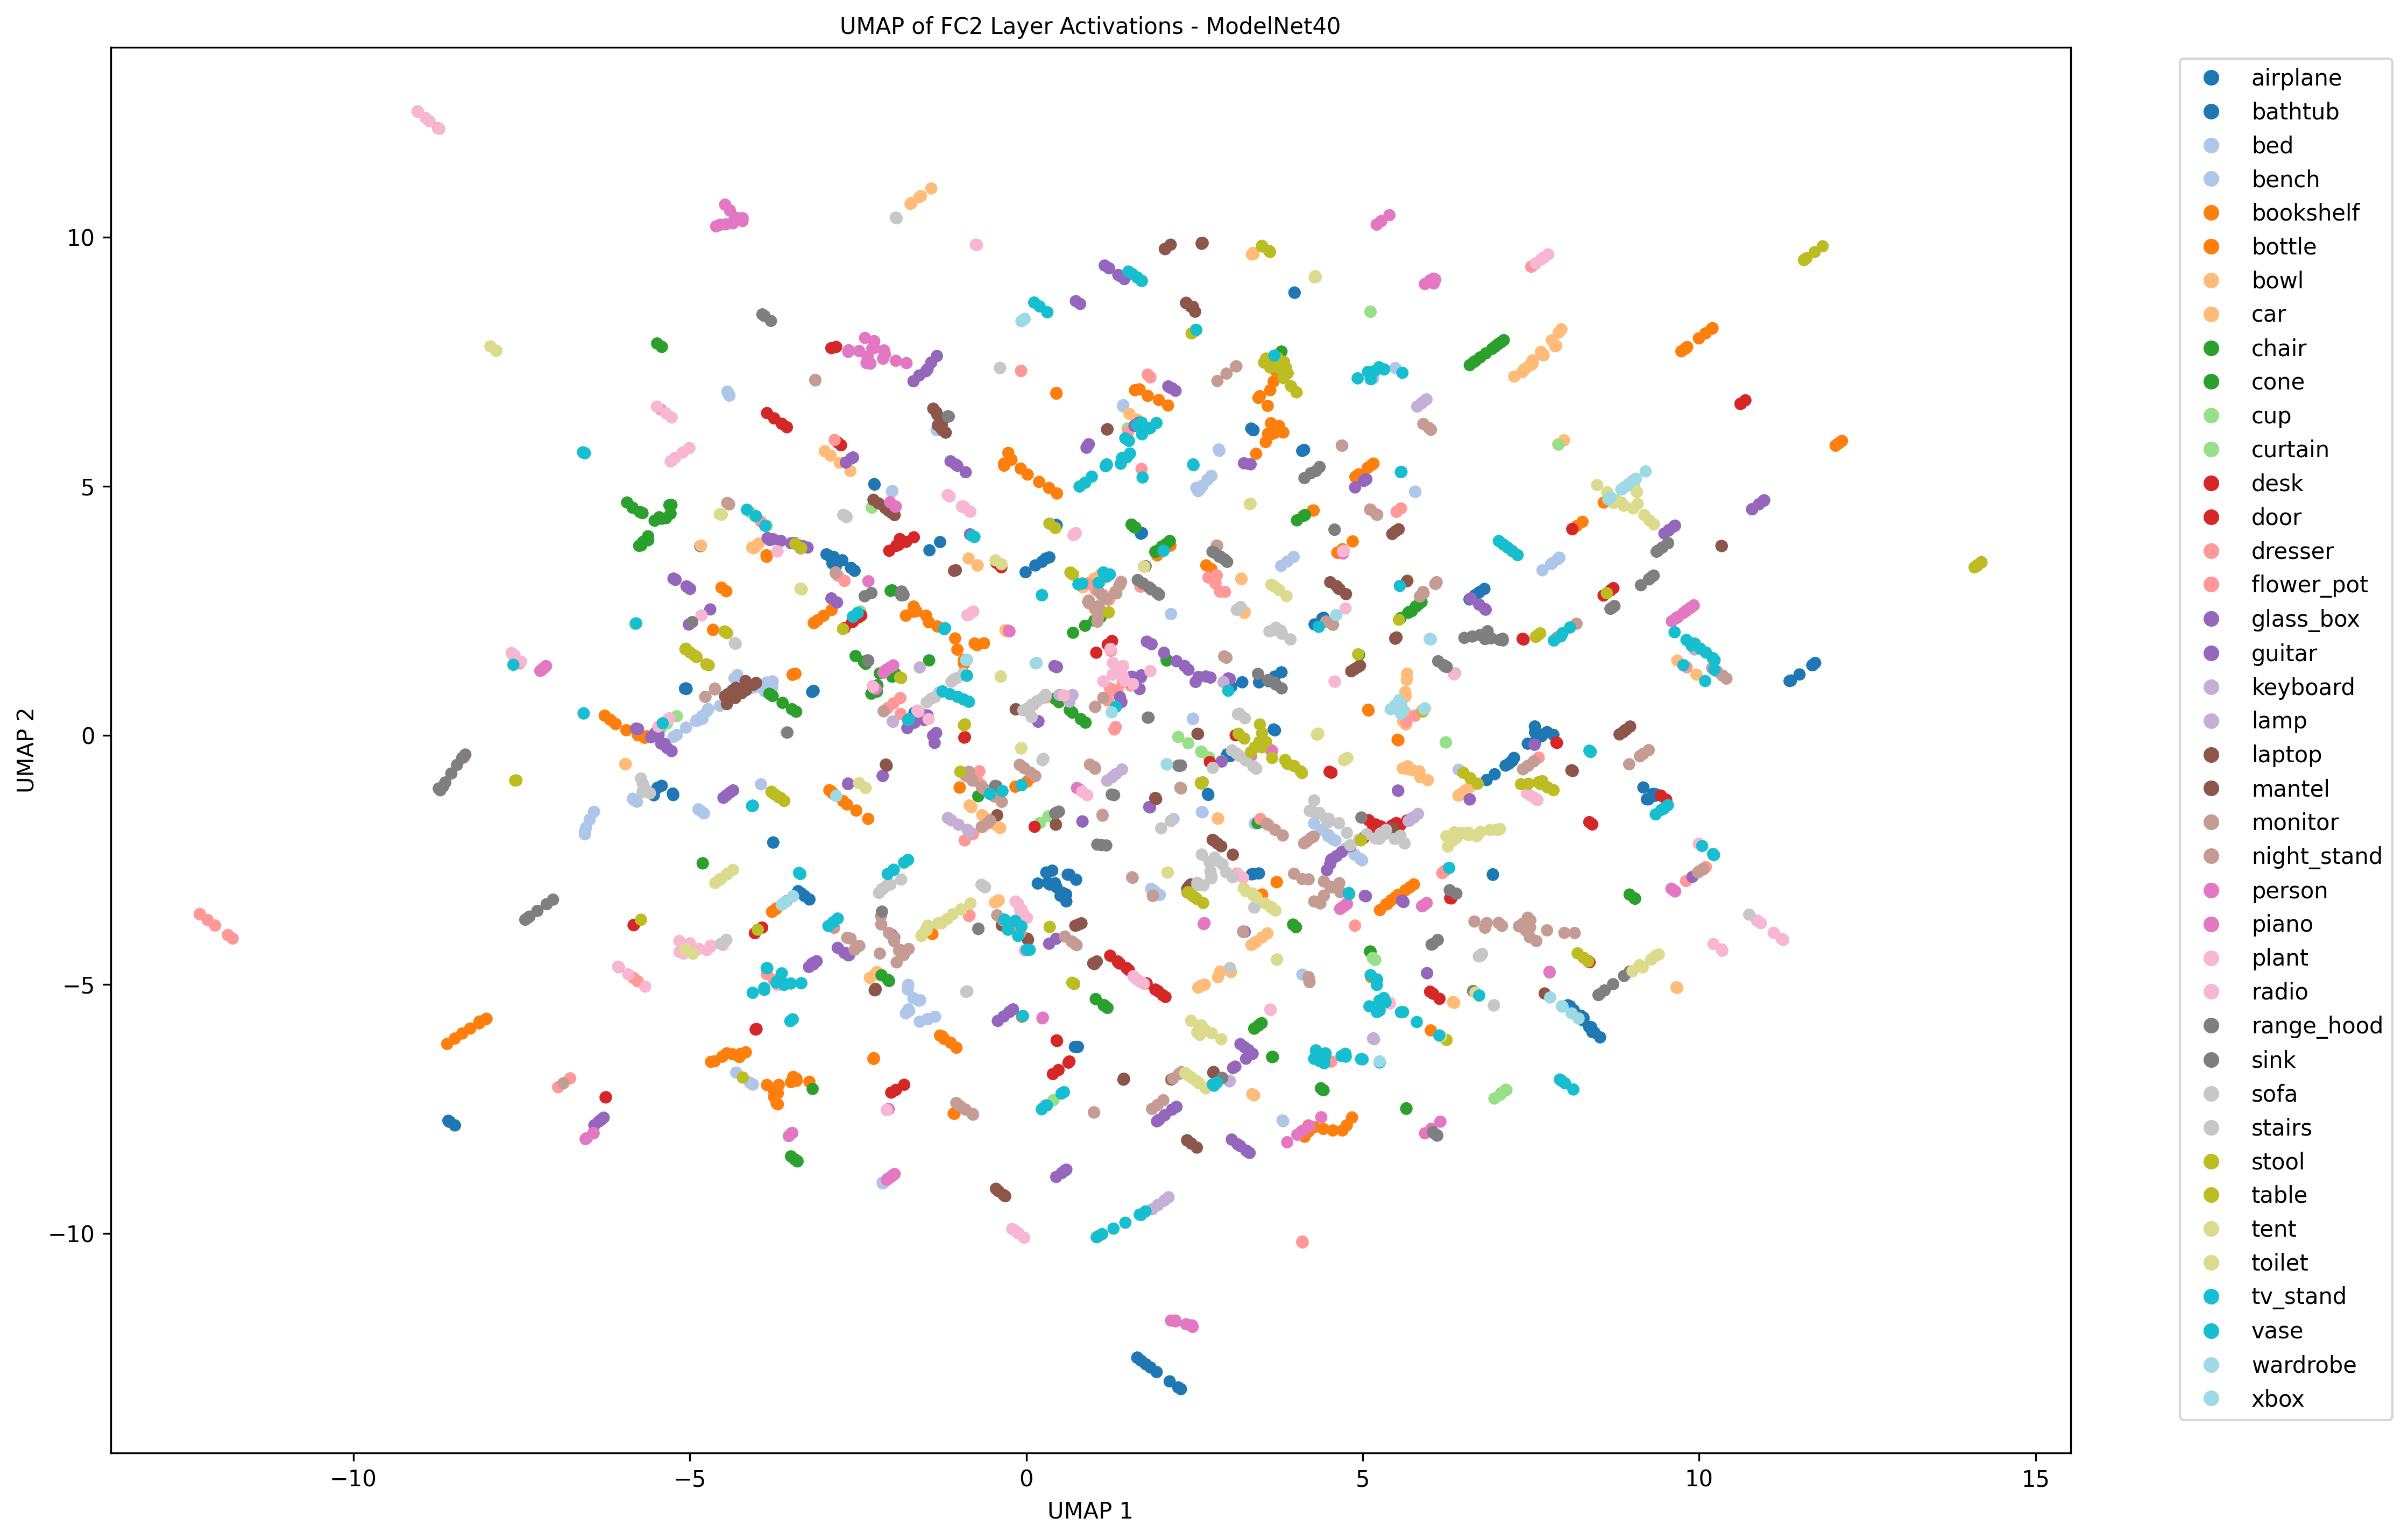 UMAP of FC2 Layer Activations - ModelNet40
UMAP 2
10
5
0
−5
−10
−10
−5
0
5
10
15
UMAP 1
airplane
bathtub
bed
bench
bookshelf
bottle
bowl
car
chair
cone
cup
curtain
desk
door
dresser
flower_pot
glass_box
guitar
keyboard
lamp
laptop
mantel
monitor
night_stand
person
piano
plant
radio
range_hood
sink
sofa
stairs
stool
table
tent
toilet
tv_stand
vase
wardrobe
xbox